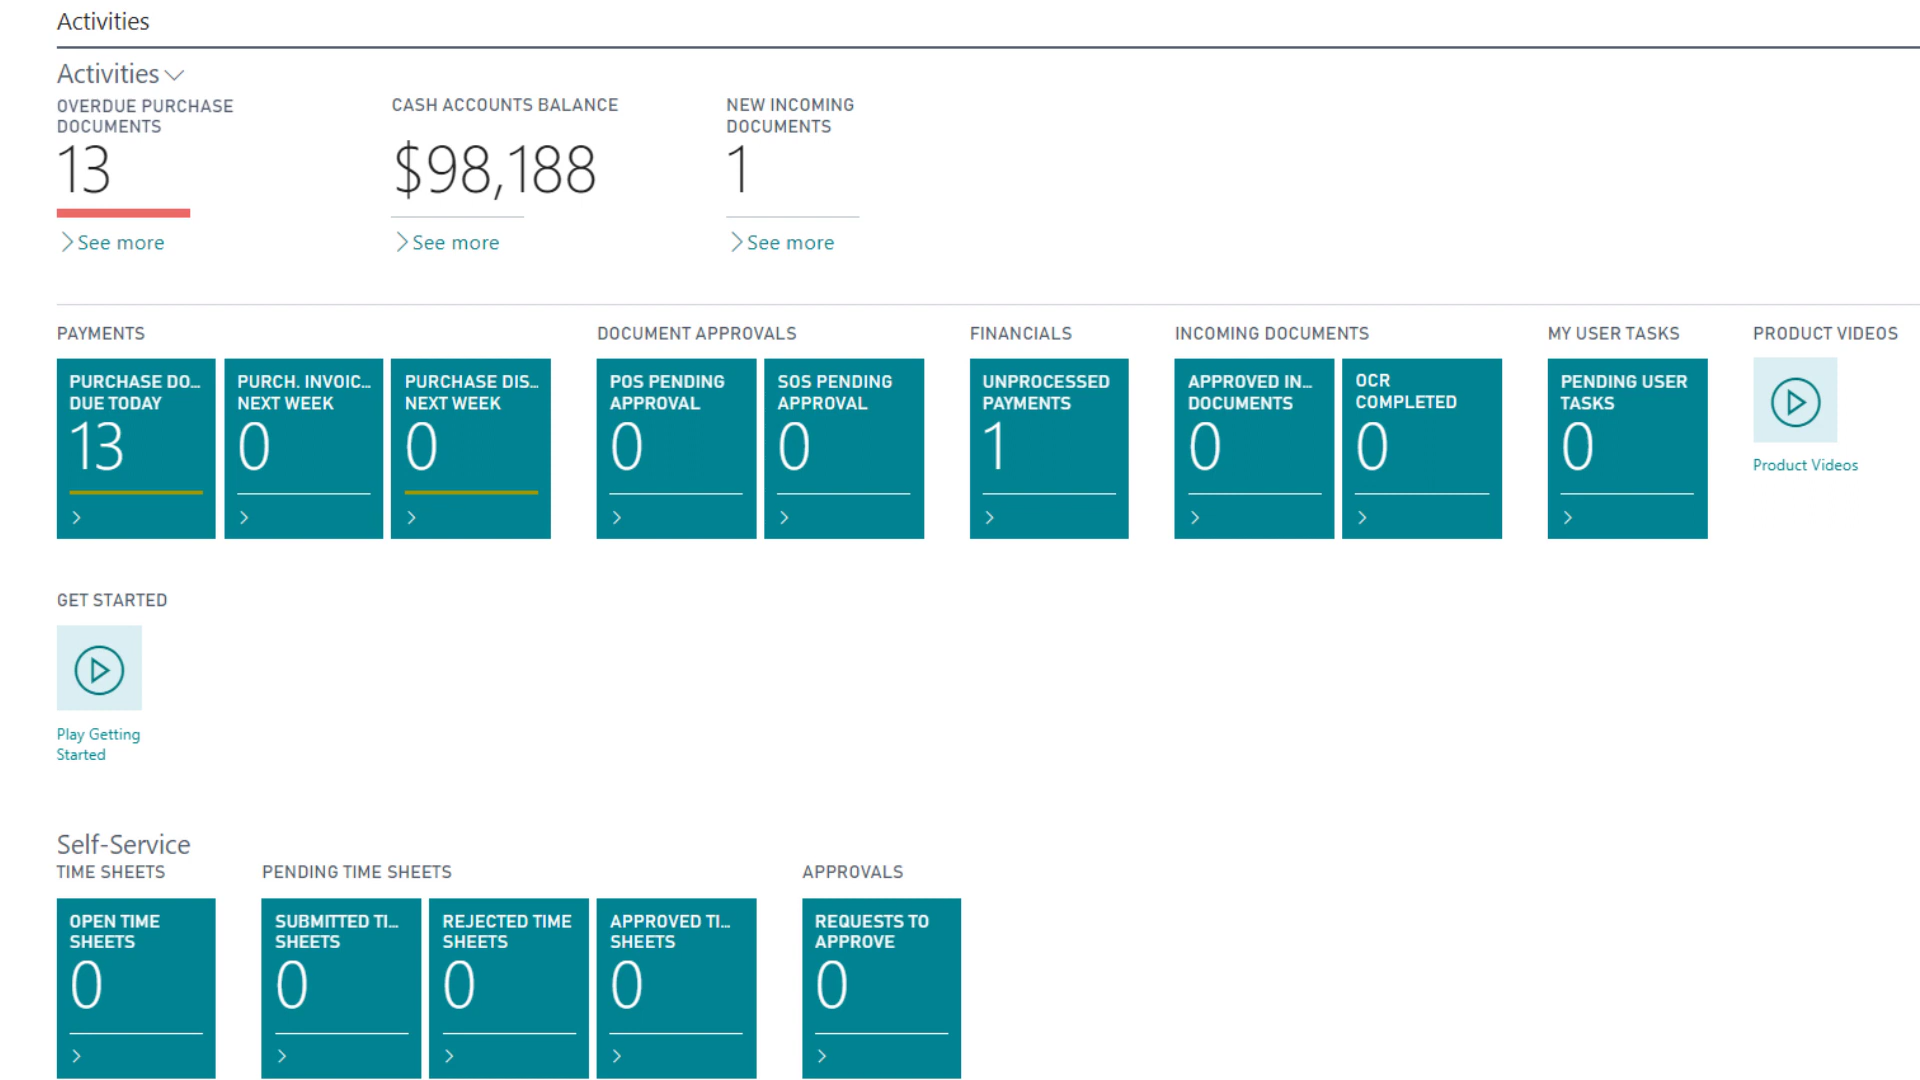 Activities
Activities
OVERDUE PURCHASE
DOCUMENTS
13
See more
CASH ACCOUNTS BALANCE
$98,188
See more
NEW INCOMING
DOCUMENTS
1
See more
PAYMENTS
PURCHASE DO...
DUE TODAY
13
PURCH. INVOIC...
NEXT WEEK
0
PURCHASE DIS...
NEXT WEEK
0
DOCUMENT APPROVALS
POS PENDING
APPROVAL
0
SOS PENDING
APPROVAL
0
FINANCIALS
UNPROCESSED
PAYMENTS
1
INCOMING DOCUMENTS
APPROVED IN...
DOCUMENTS
0
OCR
COMPLETED
0
MY USER TASKS
PENDING USER
TASKS
0
PRODUCT VIDEOS
Product Videos
GET STARTED
Play Getting
Started
Self-Service
TIME SHEETS
OPEN TIME
SHEETS
0
PENDING TIME SHEETS
SUBMITTED TI...
SHEETS
0
REJECTED TIME
SHEETS
0
APPROVED TI...
SHEETS
0
APPROVALS
REQUESTS TO
APPROVE
0